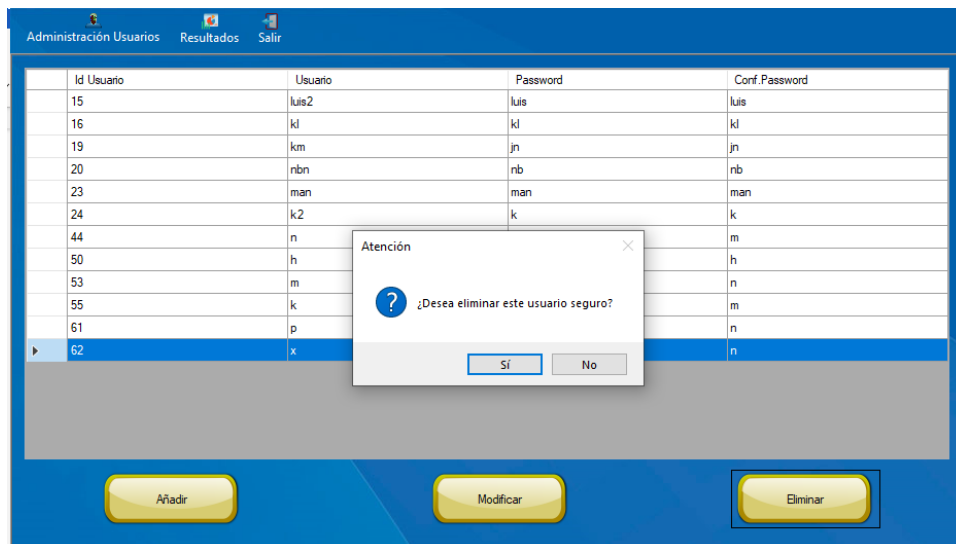 Administración Usuarios Resultados Salir
Id Usuario Usuario Password Conf.Password
15 luis2 luis luis
16 kl kl kl
19 km jn jn
20 nbn nb nb
23 man man man
24 k2 k k
44 n m
50 h h
53 m n
55 k m
61 p n
62 x n
Atención
¿Desea eliminar este usuario seguro?
Sí No
Añadir Modificar Eliminar